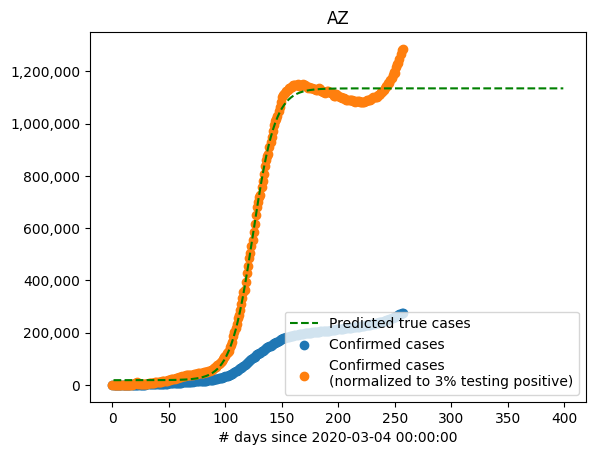 AZ
1,200,000
1,000,000
800,000
600,000
400,000
200,000
0
Predicted true cases
Confirmed cases
Confirmed cases
(normalized to 3% testing positive)
0 50 100 150 200 250 300 350 400
# days since 2020-03-04 00:00:00